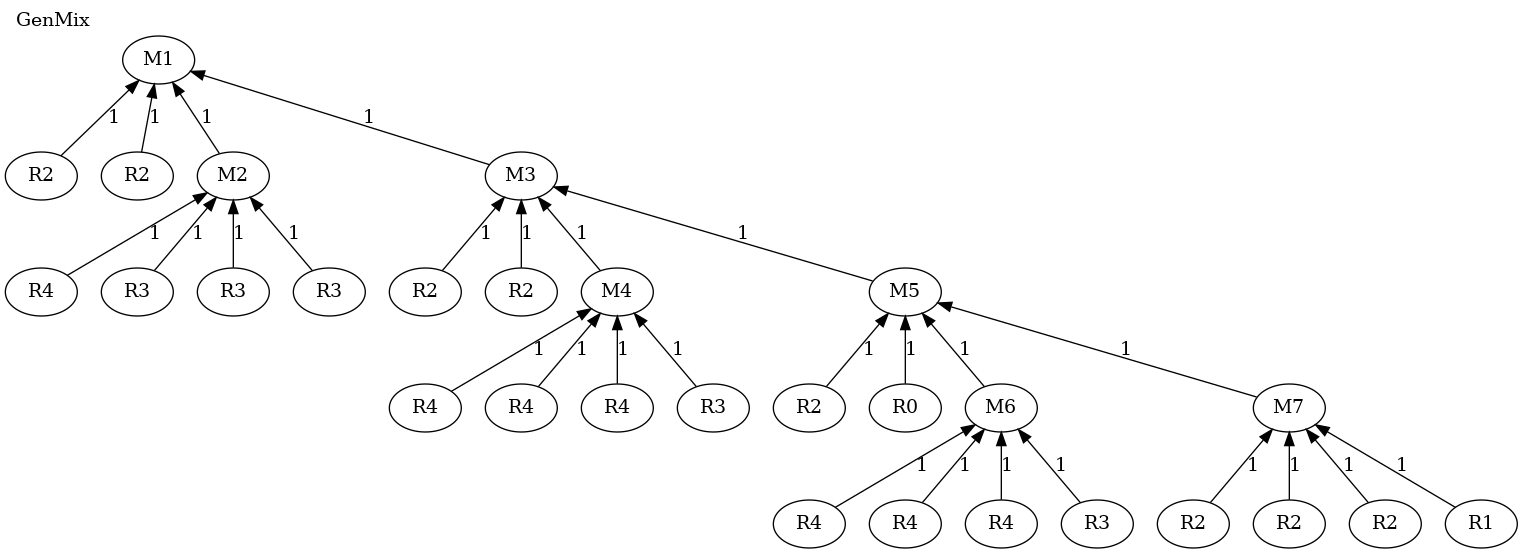 GenMix
M1
1 1 1 1
R2 R2 M2 M3
1 1 1 1 1 1 1 1
R4 R3 R3 R3 R2 R2 M4 M5
1 1 1 1 1 1 1 1
R4 R4 R4 R3 R2 R0 M6 M7
1 1 1 1 1 1 1 1
R4 R4 R4 R3 R2 R2 R2 R1